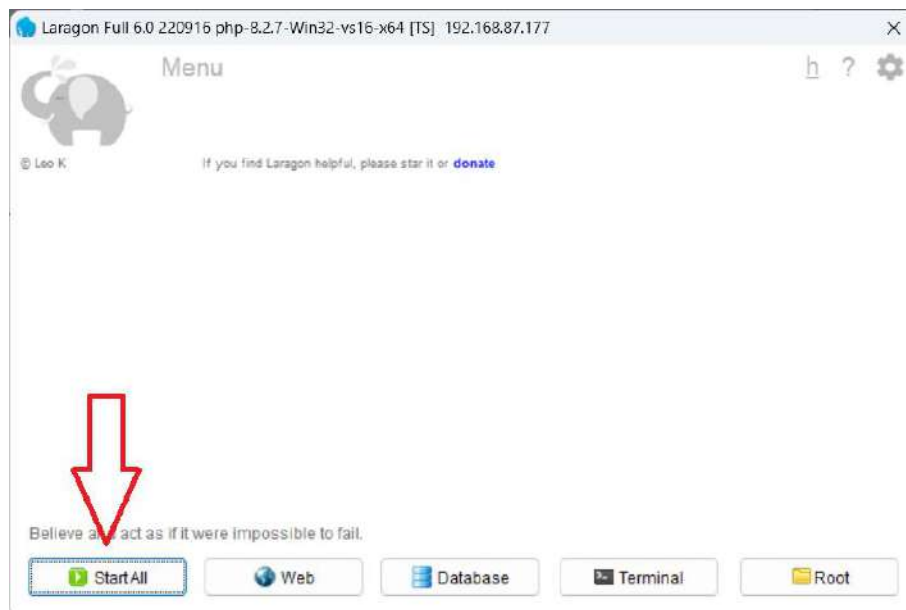 Laragon Full 6.0 220916 php-8.2.7-Win32-vs16-x64 [TS] 192.168.87.177
Menu
h ?
© Leo K
If you find Laragon helpful, please star it or donate
Believe and act as if it were impossible to fail.
Start All
Web
Database
Terminal
Root